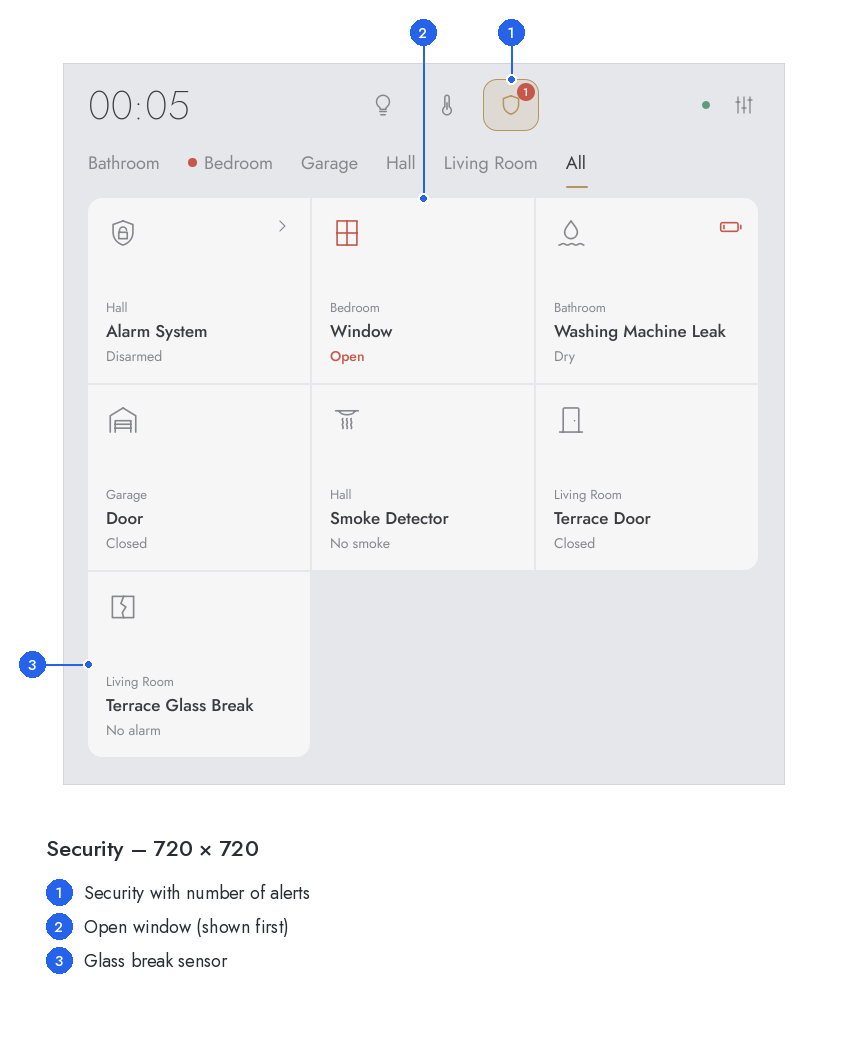 2 1
00:05 1
Bathroom Bedroom Garage Hall Living Room All
Hall
Alarm System
Disarmed
Bedroom
Window
Open
Bathroom
Washing Machine Leak
Dry
Garage
Door
Closed
Hall
Smoke Detector
No smoke
Living Room
Terrace Door
Closed
3
Living Room
Terrace Glass Break
No alarm
Security – 720 × 720
1 Security with number of alerts
2 Open window (shown first)
3 Glass break sensor